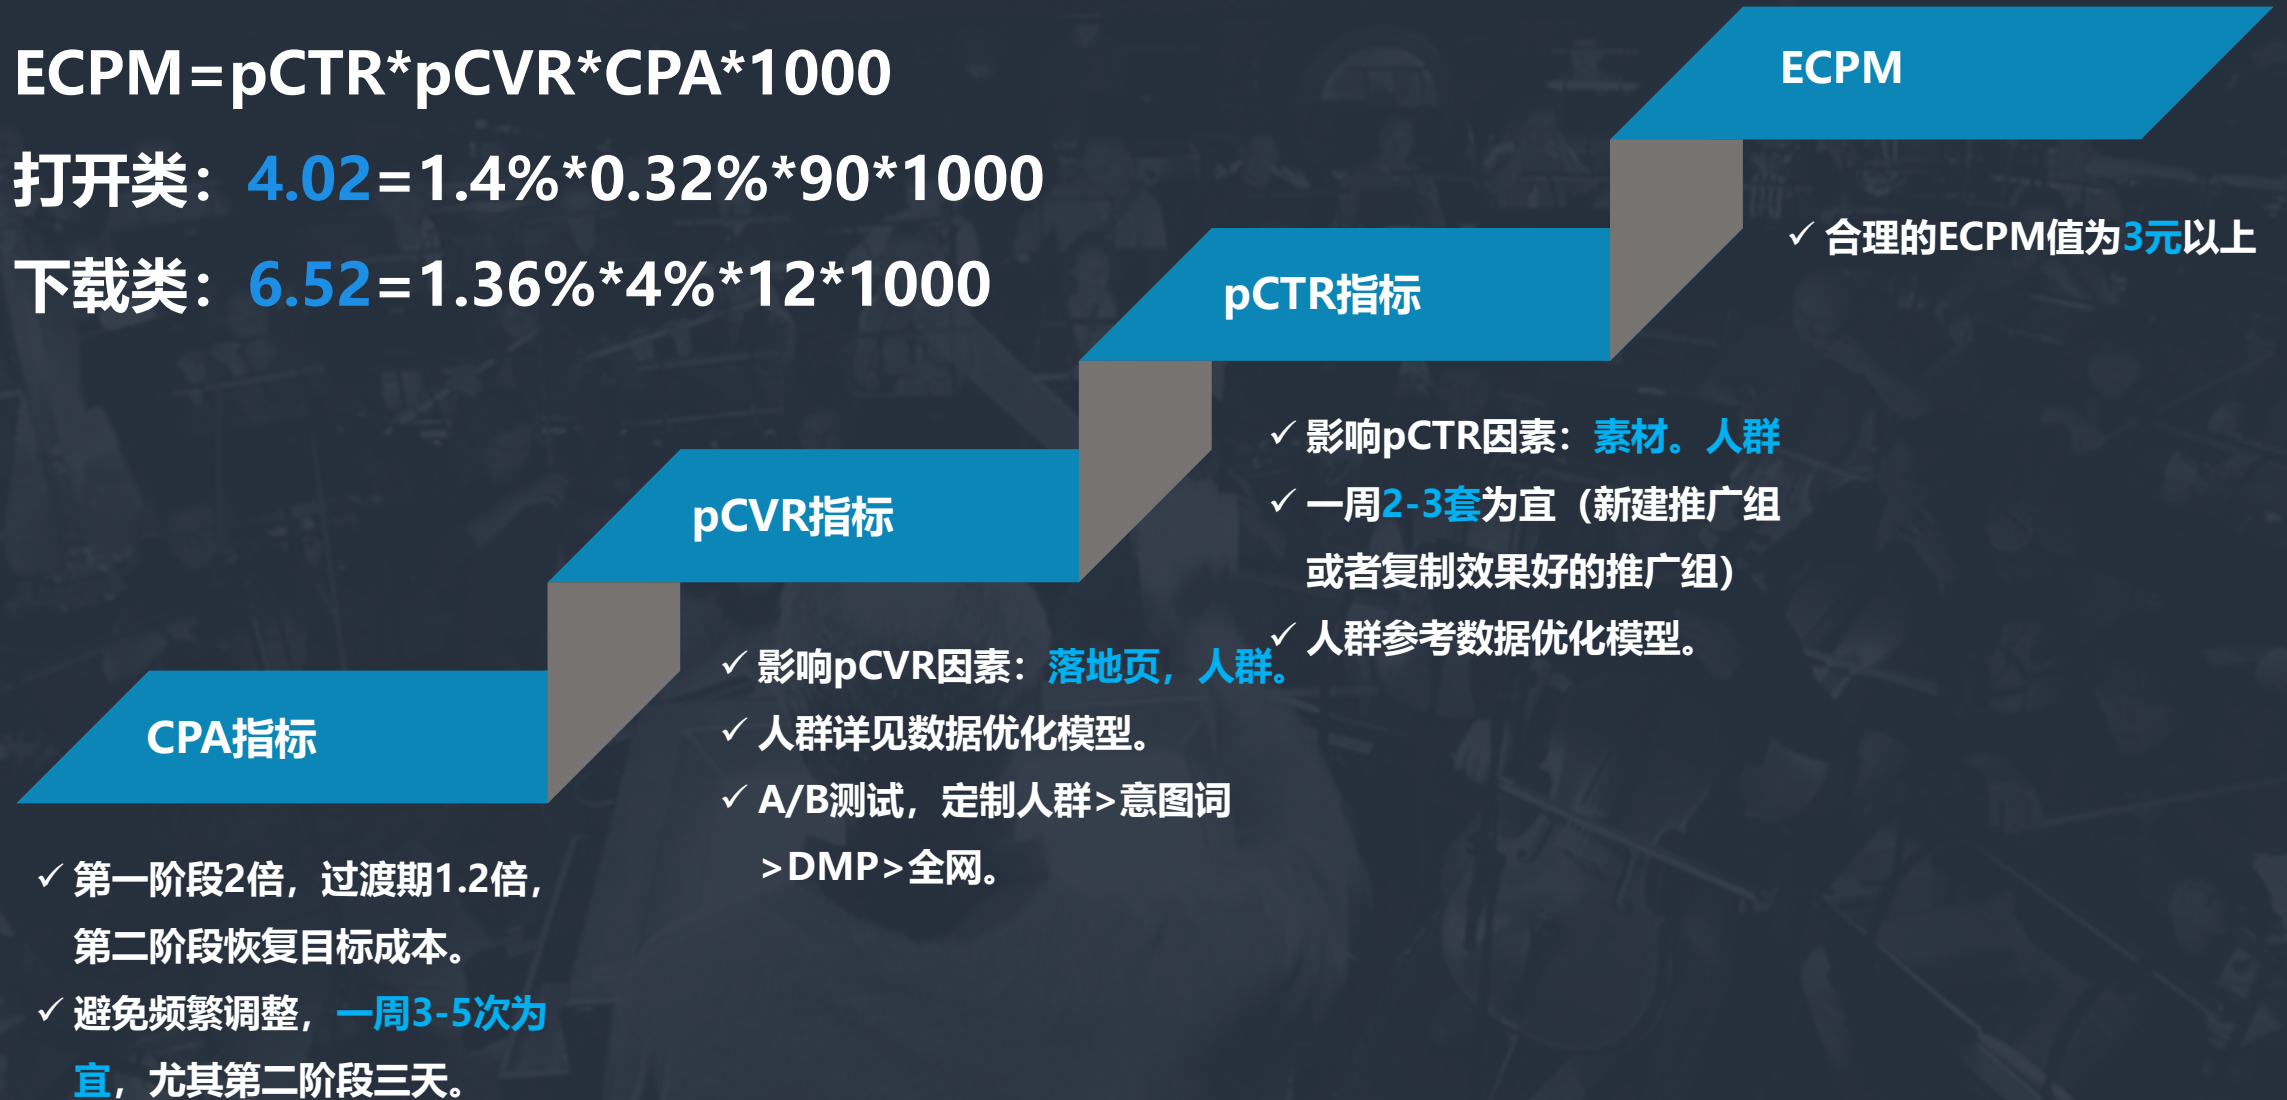 ECPM=pCTR*pCVR*CPA*1000
打开类：4.02=1.4%*0.32%*90*1000
下载类：6.52=1.36%*4%*12*1000
ECPM
✓ 合理的ECPM值为3元以上
pCTR指标
✓ 影响pCTR因素：素材。人群
✓ 一周2-3套为宜（新建推广组
或者复制效果好的推广组）
✓ 人群参考数据优化模型。
pCVR指标
✓ 影响pCVR因素：落地页，人群。
✓ 人群详见数据优化模型。
✓ A/B测试，定制人群>意图词
>DMP>全网。
CPA指标
✓ 第一阶段2倍，过渡期1.2倍，
第二阶段恢复目标成本。
✓ 避免频繁调整，一周3-5次为
宜，尤其第二阶段三天。